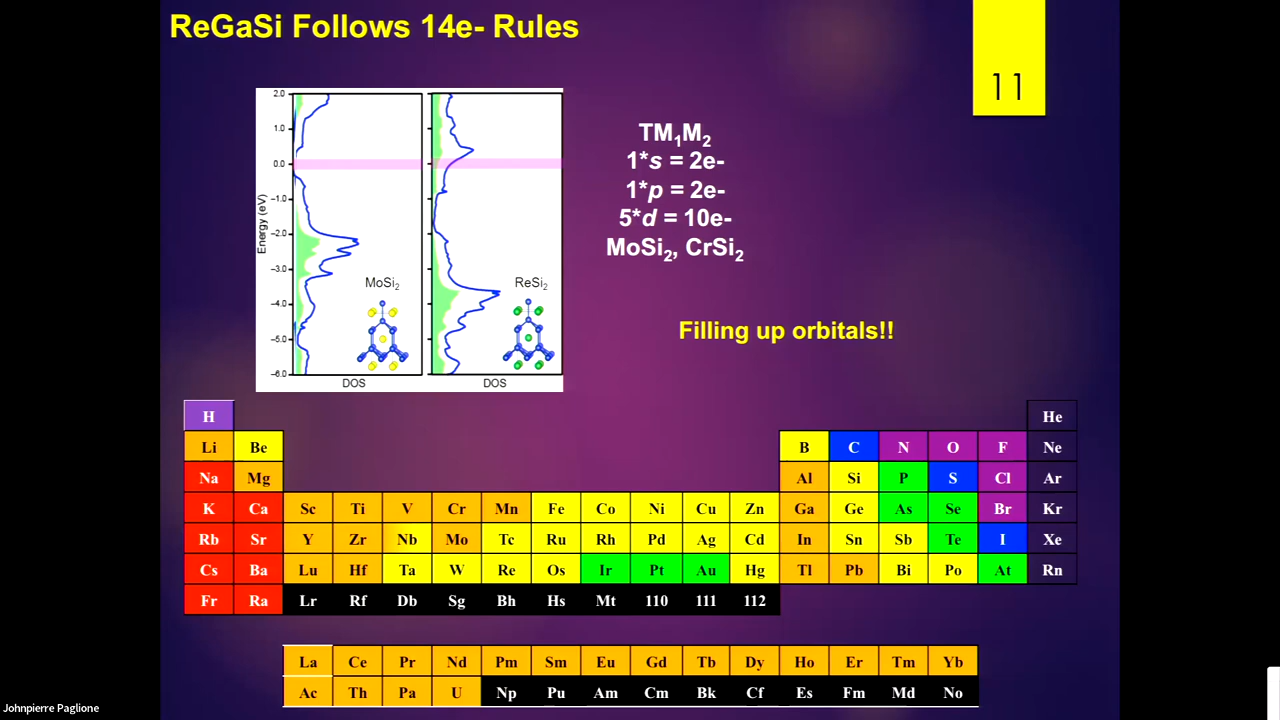 ReGaSi Follows 14e- Rules
11
2.0
1.0
0.0
-1.0
-2.0
-3.0
-4.0
-5.0
-6.0
Energy (eV)
MoSi2
ReSi2
DOS
DOS
TM1M2
1*s = 2e-
1*p = 2e-
5*d = 10e-
MoSi2, CrSi2
Filling up orbitals!!
H He
Li Be B C N O F Ne
Na Mg Al Si P S Cl Ar
K Ca Sc Ti V Cr Mn Fe Co Ni Cu Zn Ga Ge As Se Br Kr
Rb Sr Y Zr Nb Mo Tc Ru Rh Pd Ag Cd In Sn Sb Te I Xe
Cs Ba Lu Hf Ta W Re Os Ir Pt Au Hg Tl Pb Bi Po At Rn
Fr Ra Lr Rf Db Sg Bh Hs Mt 110 111 112
La Ce Pr Nd Pm Sm Eu Gd Tb Dy Ho Er Tm Yb
Ac Th Pa U Np Pu Am Cm Bk Cf Es Fm Md No
Johnpierre Paglione